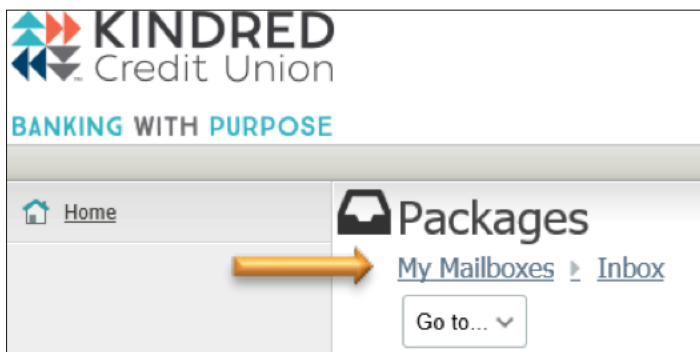 KINDRED
Credit Union
BANKING WITH PURPOSE
Home
Packages
My Mailboxes Inbox
Go to...